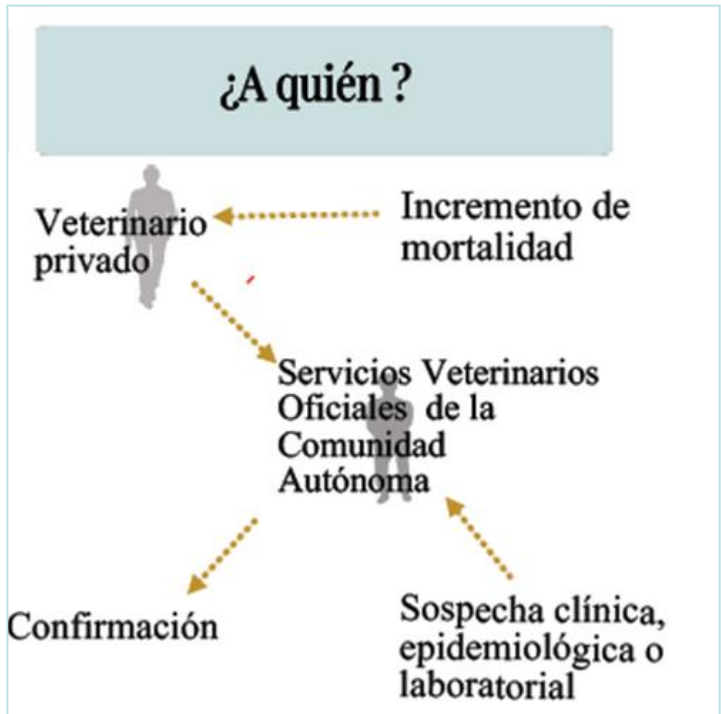 ¿A quién ?
Veterinario
privado
Incremento de
mortalidad
Servicios Veterinarios
Oficiales de la
Comunidad
Autónoma
Confirmación
Sospecha clínica,
epidemiológica o
laboratorial